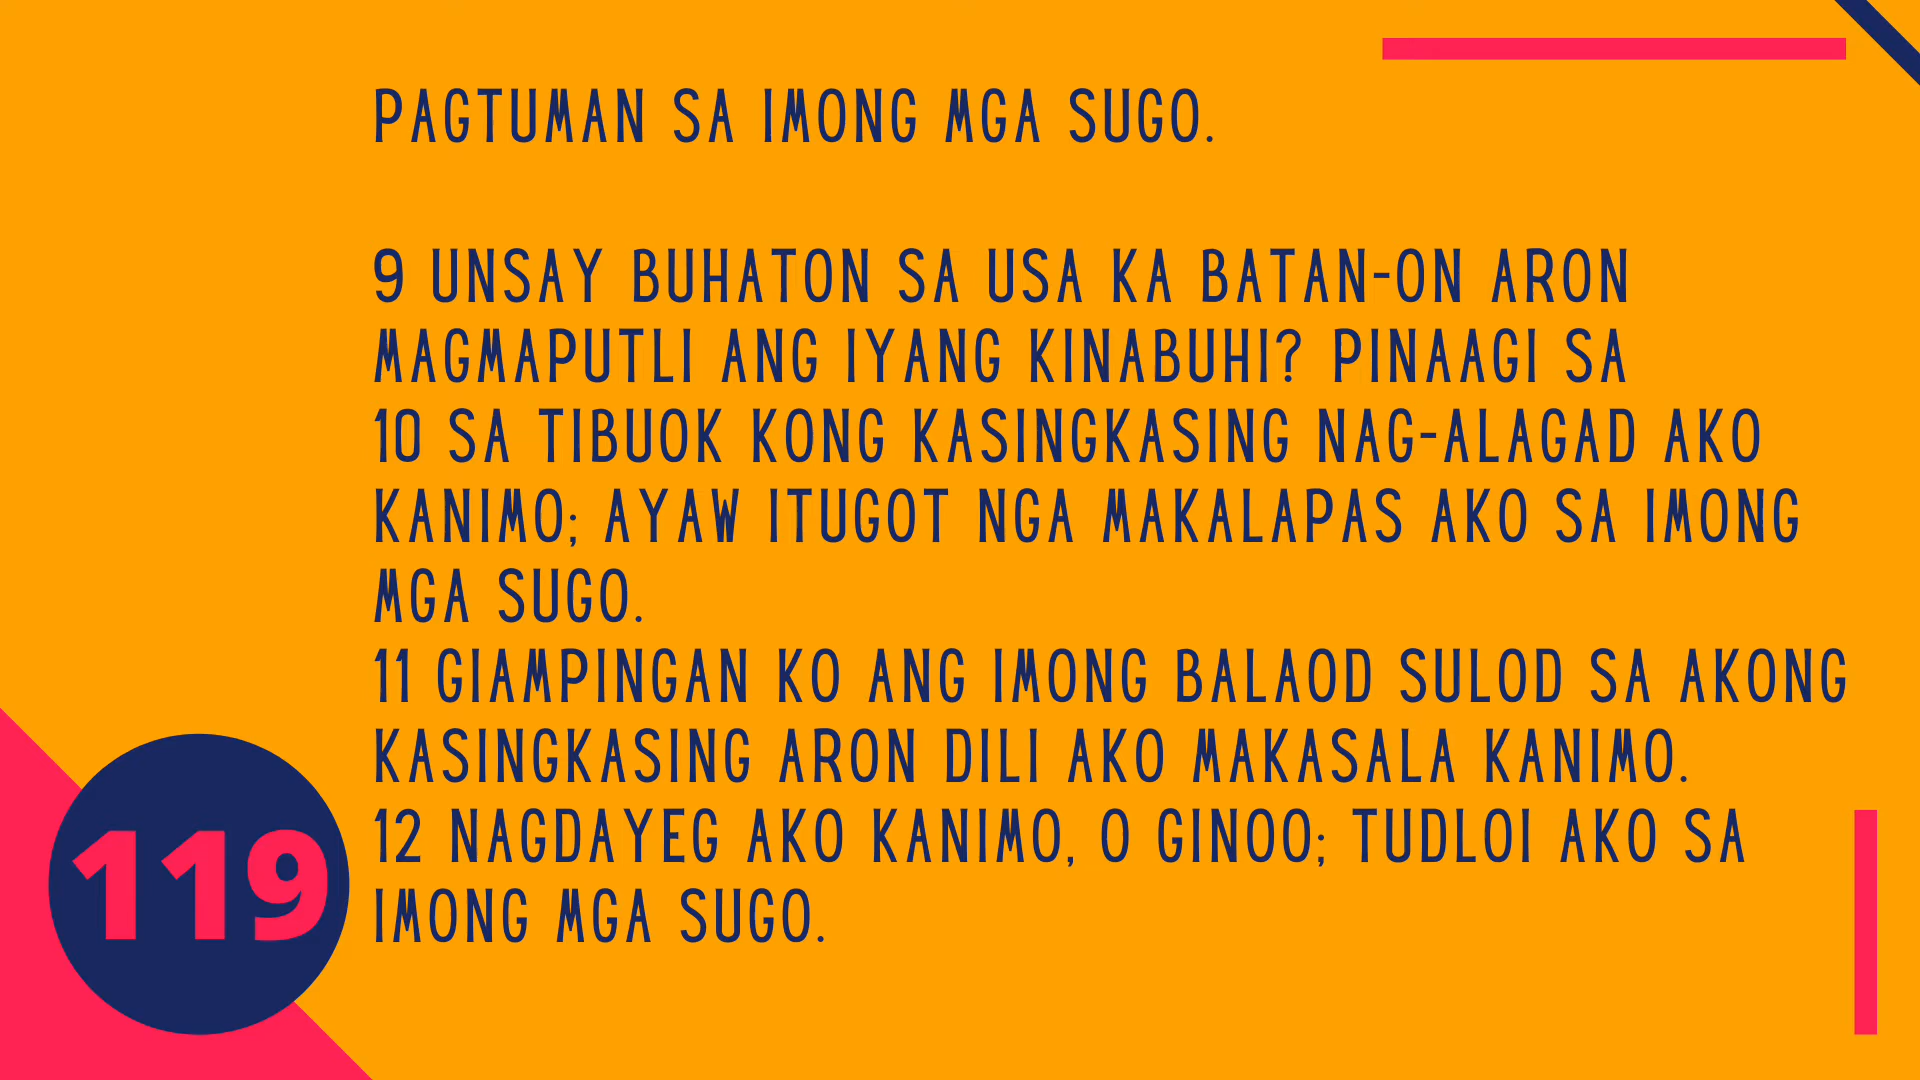 PAGTUMAN SA IMONG MGA SUGO.
9 UNSAY BUHATON SA USA KA BATAN-ON ARON
MAGMAPUTLI ANG IYANG KINABUHI? PINAAGI SA
10 SA TIBUOK KONG KASINGKASING NAG-ALAGAD AKO
KANIMO; AYAW ITUGOT NGA MAKALAPAS AKO SA IMONG
MGA SUGO.
11 GIAMPINGAN KO ANG IMONG BALAOD SULOD SA AKONG
KASINGKASING ARON DILI AKO MAKASALA KANIMO.
12 NAGDAYEG AKO KANIMO, O GINOO; TUDLOI AKO SA
IMONG MGA SUGO.
119